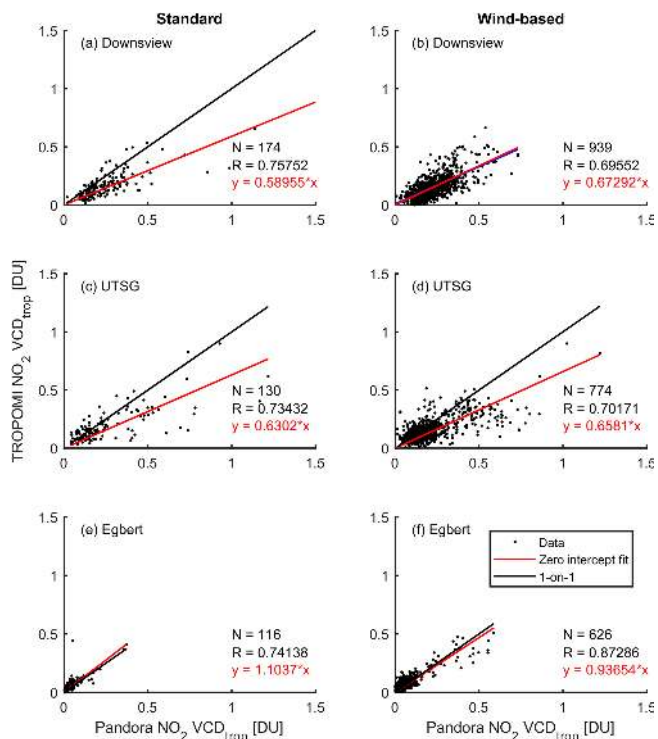 Standard
Wind-based
1.5
(a) Downsview
1
0.5
0
0
0.5
1
1.5
N = 174
R = 0.75752
y = 0.58955*x
1.5
(b) Downsview
1
0.5
0
0
0.5
1
1.5
N = 939
R = 0.69552
y = 0.67292*x
TROPOMI NO2 VCDtrop [DU]
1.5
(c) UTSG
1
0.5
0
0
0.5
1
1.5
N = 130
R = 0.73432
y = 0.6302*x
1.5
(d) UTSG
1
0.5
0
0
0.5
1
1.5
N = 774
R = 0.70171
y = 0.6581*x
1.5
(e) Egbert
1
0.5
0
0
0.5
1
1.5
N = 116
R = 0.74138
y = 1.1037*x
Pandora NO2 VCDtrop [DU]
1.5
(f) Egbert
1
0.5
0
0
0.5
1
1.5
Data
Zero intercept fit
1-on-1
N = 626
R = 0.87286
y = 0.93654*x
Pandora NO2 VCDtrop [DU]